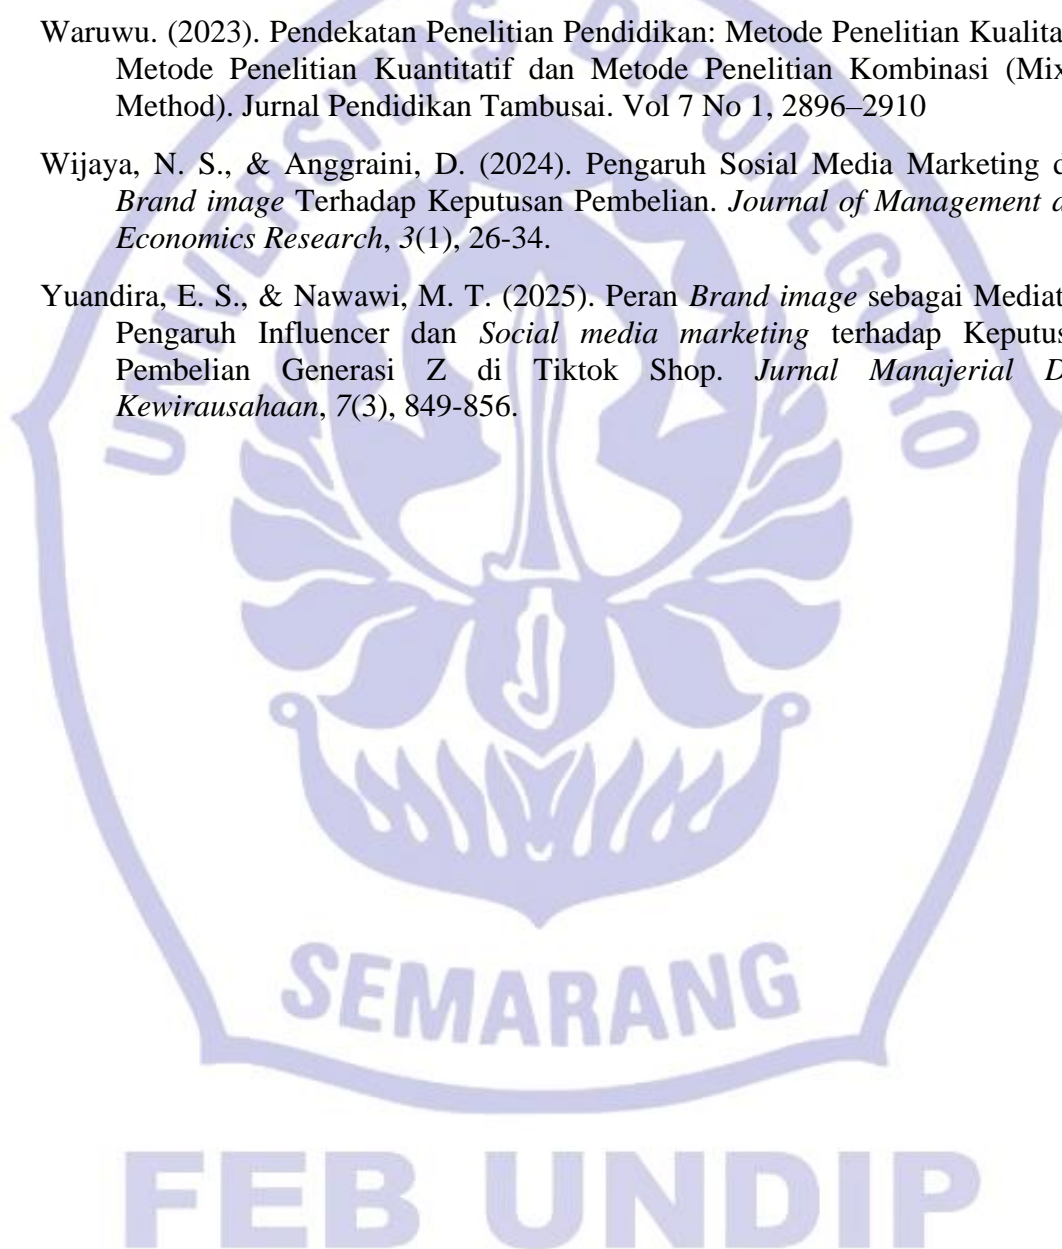 Waruwu. (2023). Pendekatan Penelitian Pendidikan: Metode Penelitian Kualita
Metode Penelitian Kuantitatif dan Metode Penelitian Kombinasi (Mix
Method). Jurnal Pendidikan Tambusai. Vol 7 No 1, 2896–2910
Wijaya, N. S., & Anggraini, D. (2024). Pengaruh Sosial Media Marketing d
Brand image Terhadap Keputusan Pembelian. Journal of Management a
Economics Research, 3(1), 26-34.
Yuandira, E. S., & Nawawi, M. T. (2025). Peran Brand image sebagai Mediat
Pengaruh Influencer dan Social media marketing terhadap Keputus
Pembelian Generasi Z di Tiktok Shop. Jurnal Manajerial D
Kewirausahaan, 7(3), 849-856.
UNIVERSITAS DIPONEGORO
SEMARANG
FEB UNDIP